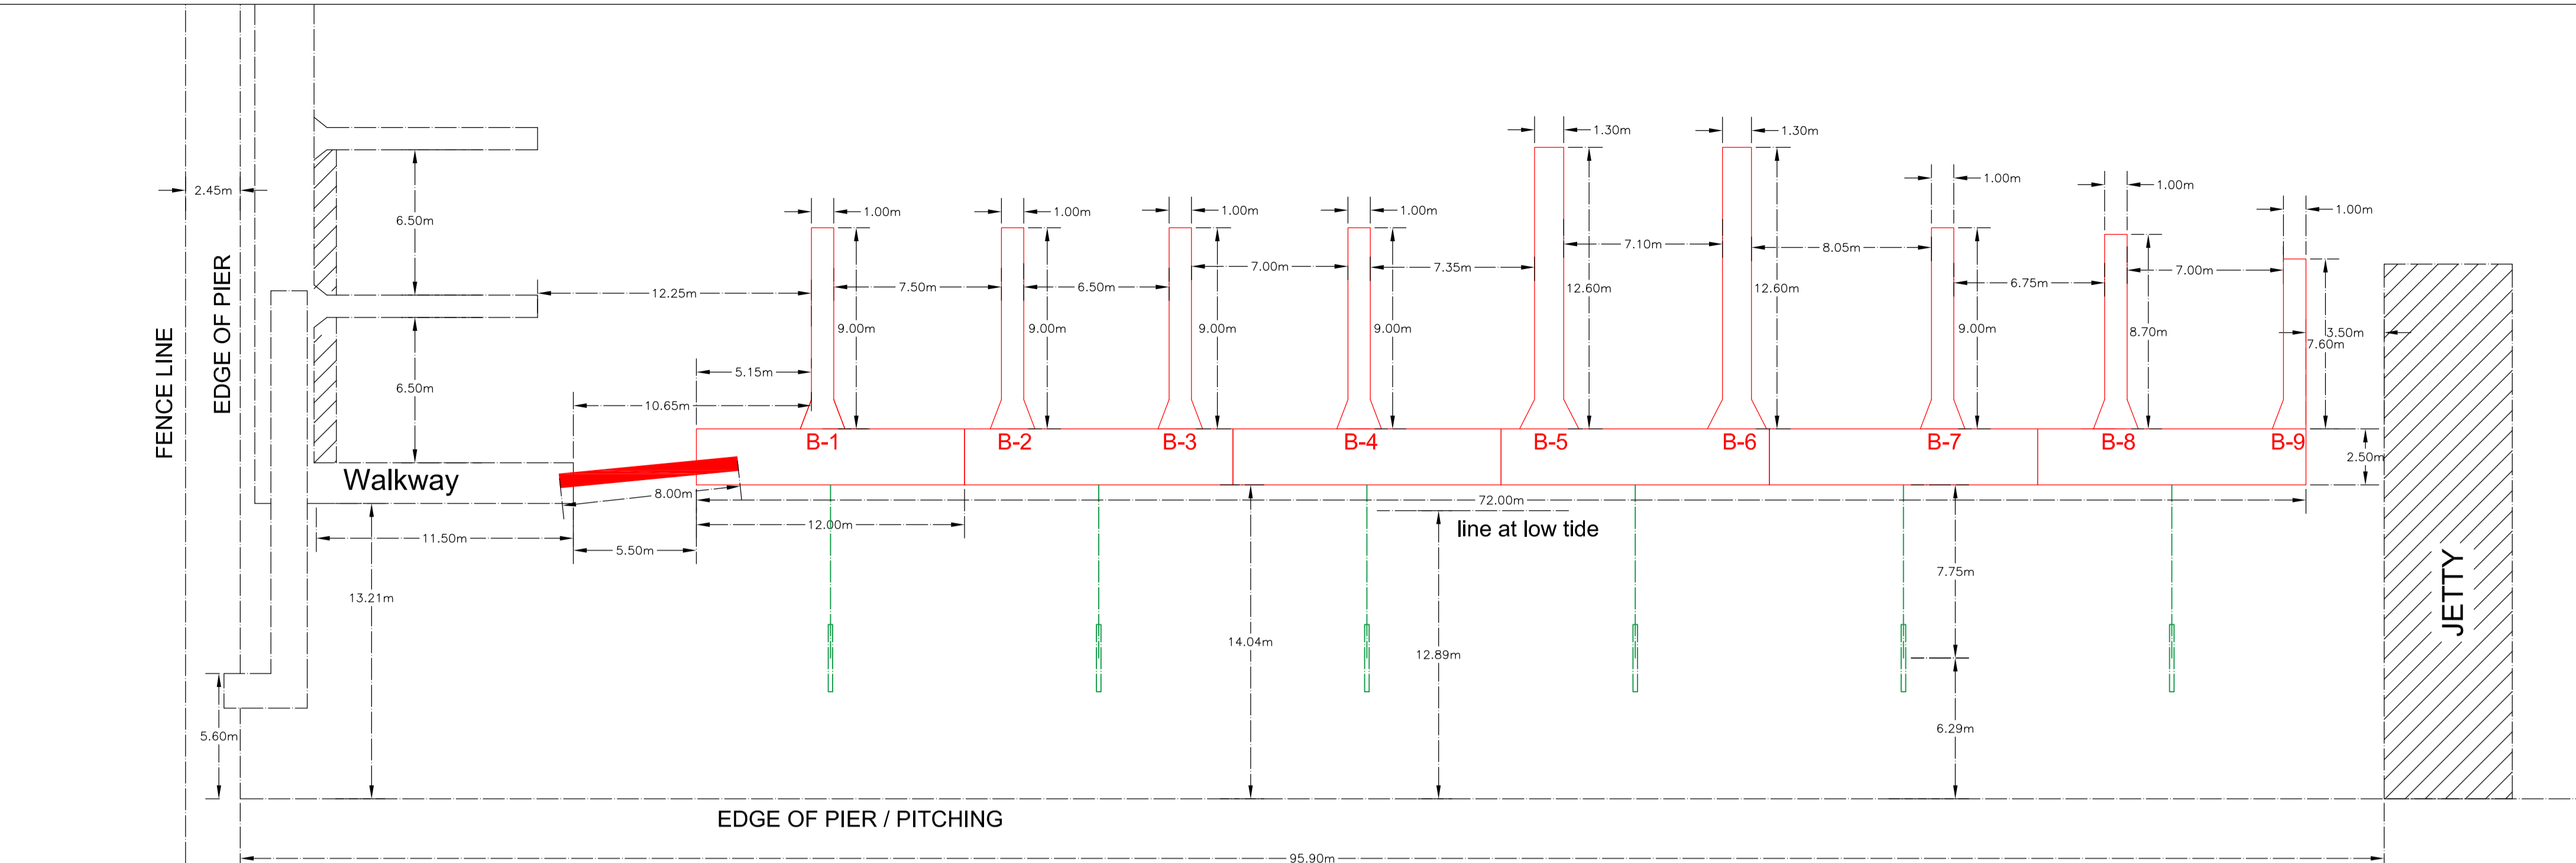 1.30m
1.30m
1.00m
1.00m
2.45m
1.00m
1.00m
1.00m
1.00m
1.00m
6.50m
7.10m
8.05m
7.00m
7.35m
7.00m
6.75m
12.25m
7.50m
6.50m
12.60m
12.60m
9.00m
9.00m
9.00m
9.00m
9.00m
8.70m
3.50m
7.60m
FENCE LINE
EDGE OF PIER
5.15m
6.50m
10.65m
B-1
B-2
B-3
B-4
B-5
B-6
B-7
B-8
B-9
2.50m
Walkway
8.00m
72.00m
12.00m
line at low tide
11.50m
5.50m
7.75m
JETTY
13.21m
14.04m
12.89m
5.60m
6.29m
EDGE OF PIER / PITCHING
95.90m